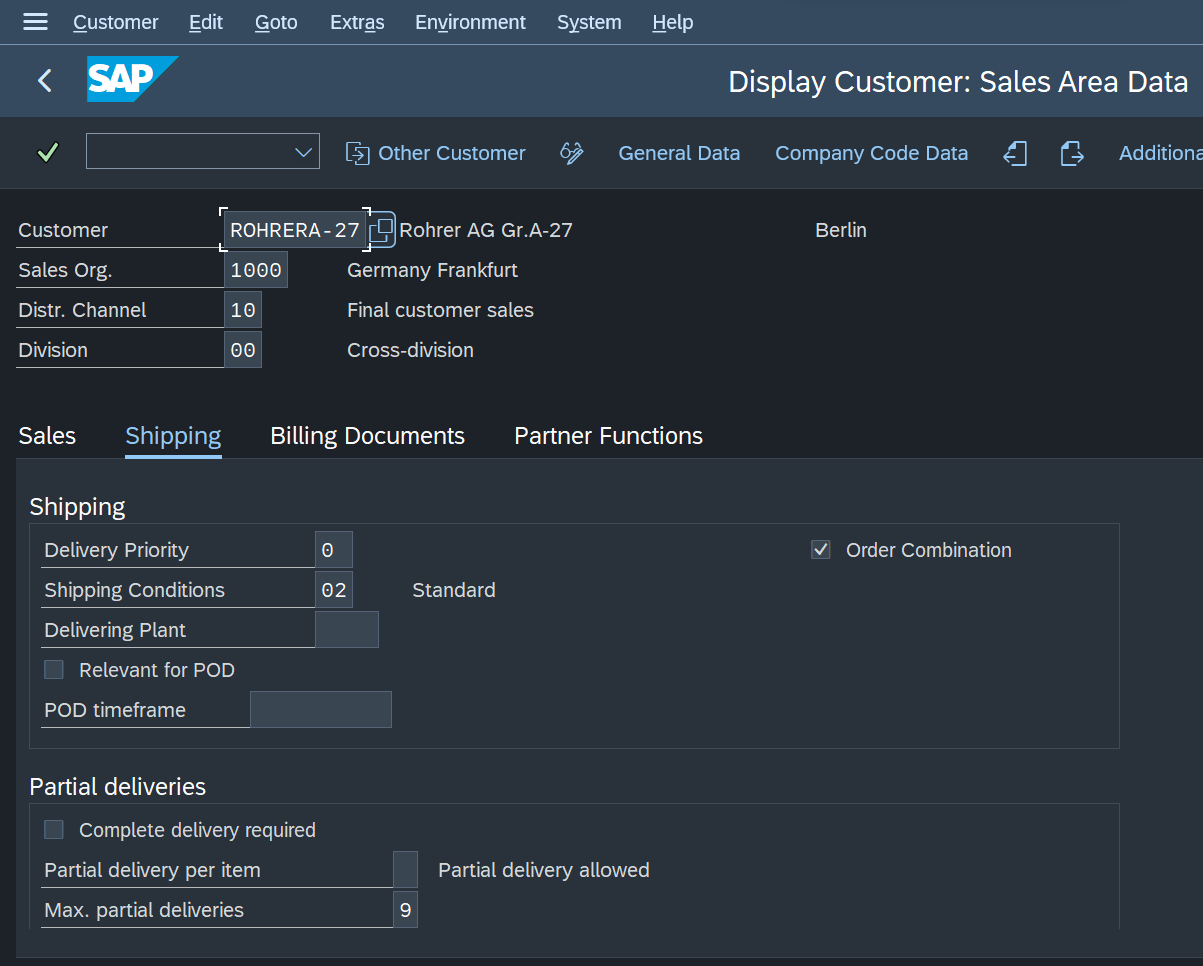 Customer Edit Goto Extras Environment System Help
SAP Display Customer: Sales Area Data
Other Customer General Data Company Code Data Additiona
Customer ROHRERA-27 Rohrer AG Gr.A-27 Berlin
Sales Org. 1000 Germany Frankfurt
Distr. Channel 10 Final customer sales
Division 00 Cross-division
Sales Shipping Billing Documents Partner Functions
Shipping
Delivery Priority 0 Order Combination
Shipping Conditions 02 Standard
Delivering Plant
Relevant for POD
POD timeframe
Partial deliveries
Complete delivery required
Partial delivery per item Partial delivery allowed
Max. partial deliveries 9